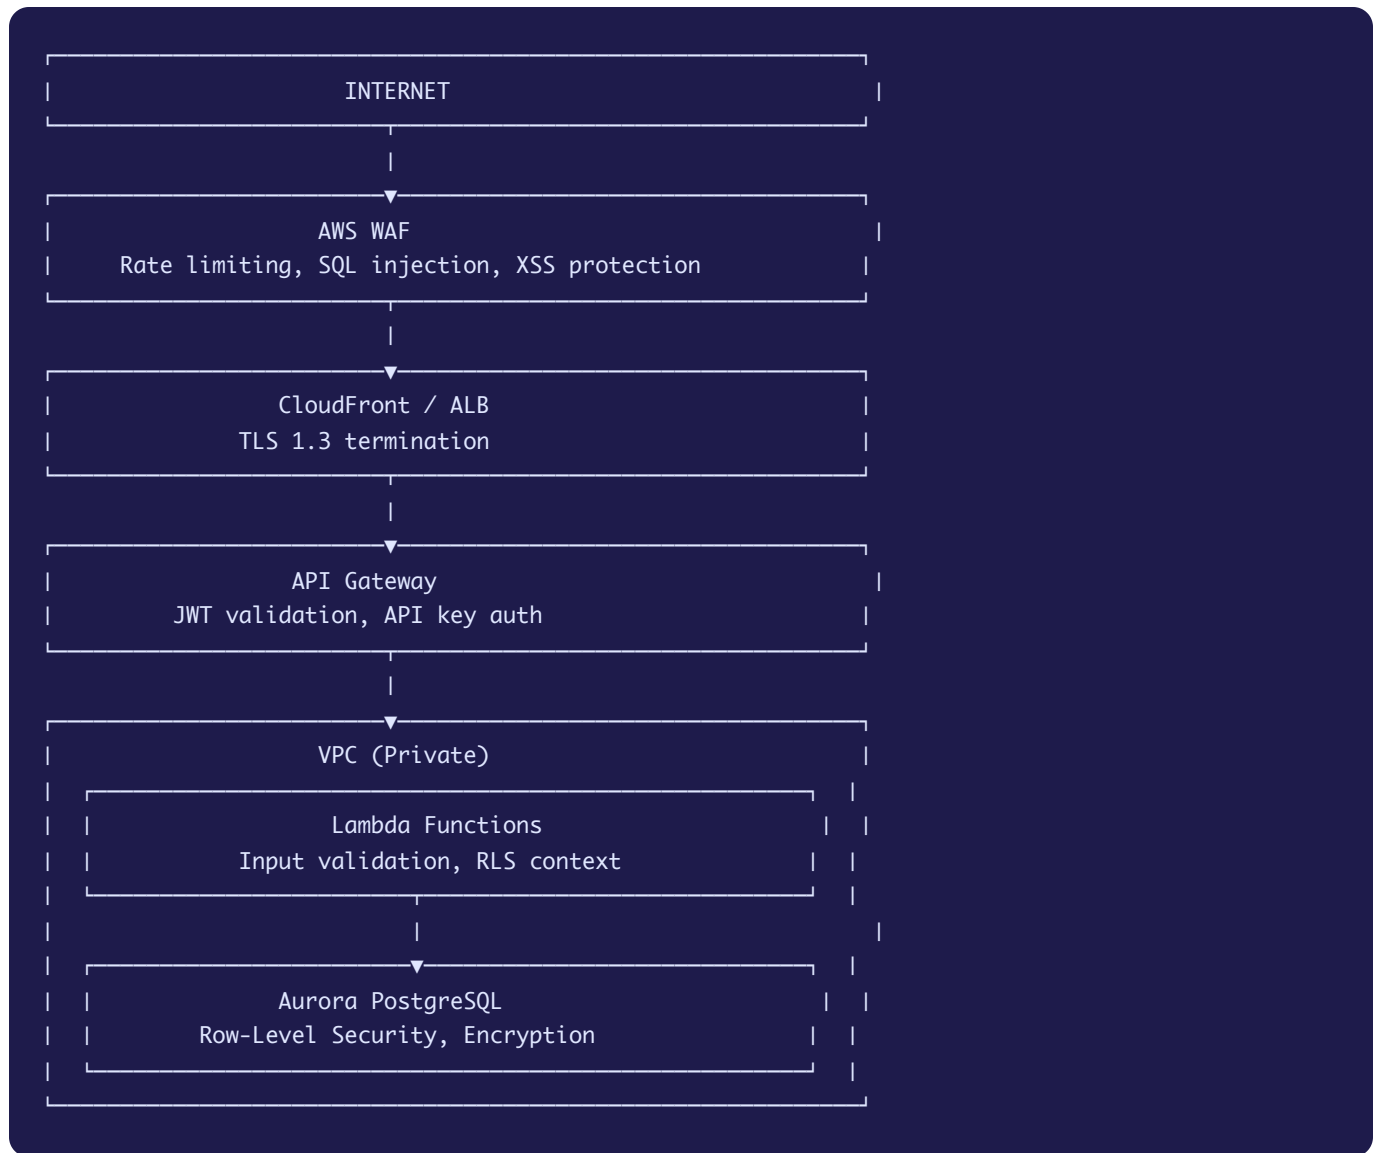 INTERNET
AWS WAF
Rate limiting, SQL injection, XSS protection
CloudFront / ALB
TLS 1.3 termination
API Gateway
JWT validation, API key auth
VPC (Private)
Lambda Functions
Input validation, RLS context
Aurora PostgreSQL
Row-Level Security, Encryption